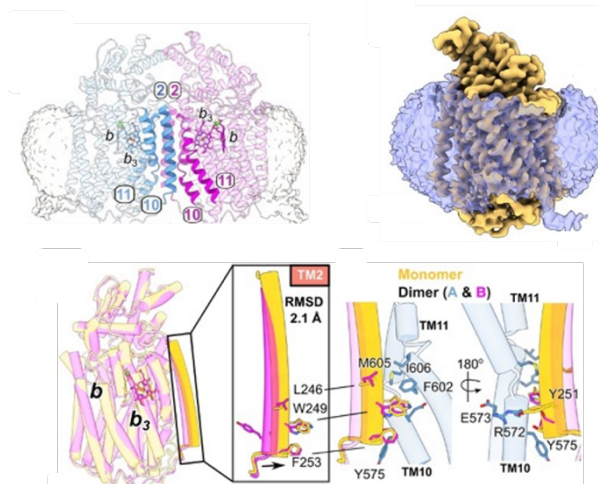 2 2
b3
b b
b3
11
11 10
10
TM2
RMSD
2.1 Å
Monomer
Dimer (A & B)
TM11 TM11
M605 I606
F602
L246
W249
F253
Y575
TM10
180°
Y251
E573
R572
Y575
TM10
b
b3